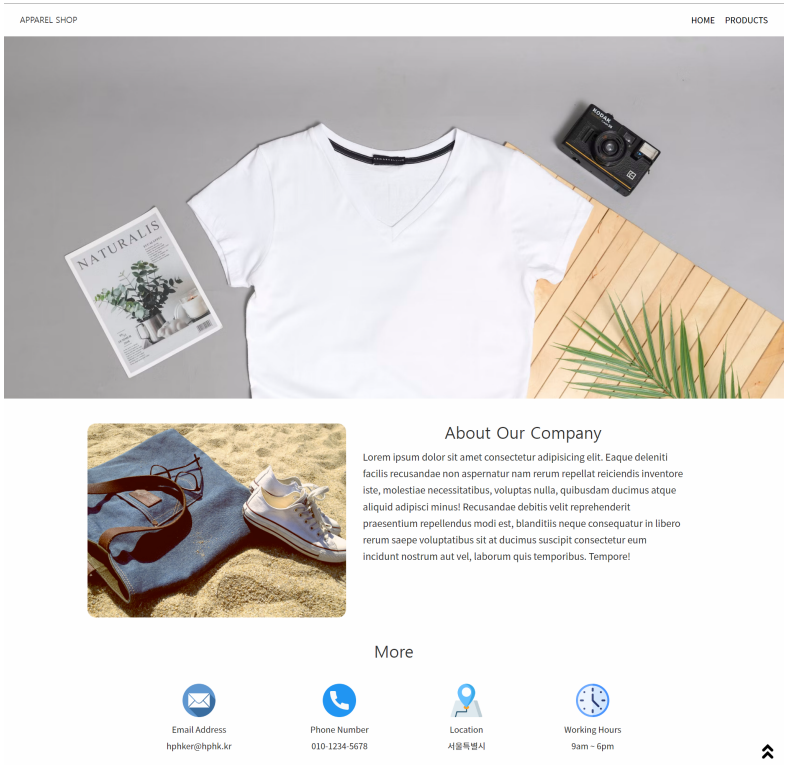 APPAREL SHOP
HOME PRODUCTS
KODAK
NATURALIS
About Our Company
Lorem ipsum dolor sit amet consectetur adipisicing elit. Eaque deleniti
facilis recusandae non aspernatur nam rerum repellat reiciendis inventore
iste, molestiae necessitatibus, voluptas nulla, quibusdam ducimus atque
aliquid adipisci minus! Recusandae debitis velit reprehenderit
praesentium repellendus modi est, blanditiis neque consequatur in libero
rerum saepe voluptatibus sit at ducimus suscipit consectetur eum
incidunt nostrum aut vel, laborum quis temporibus. Tempore!
More
Email Address
Phone Number
Location
Working Hours
hphker@hphk.kr
010-1234-5678
서울특별시
9am ~ 6pm